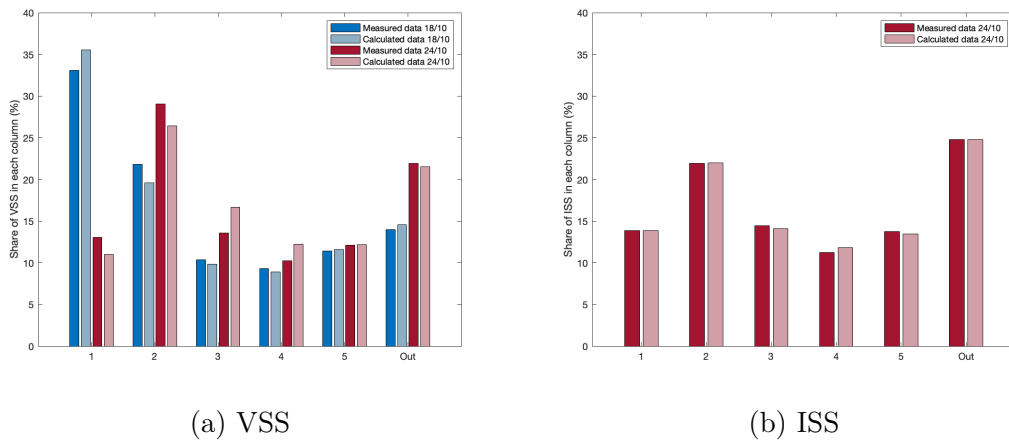 Share of VSS in each column (%)
40
35
30
25
20
15
10
5
0
1 2 3 4 5 Out
Measured data 18/10
Calculated data 18/10
Measured data 24/10
Calculated data 24/10
(a) VSS
Share of ISS in each column (%)
40
35
30
25
20
15
10
5
0
1 2 3 4 5 Out
Measured data 24/10
Calculated data 24/10
(b) ISS